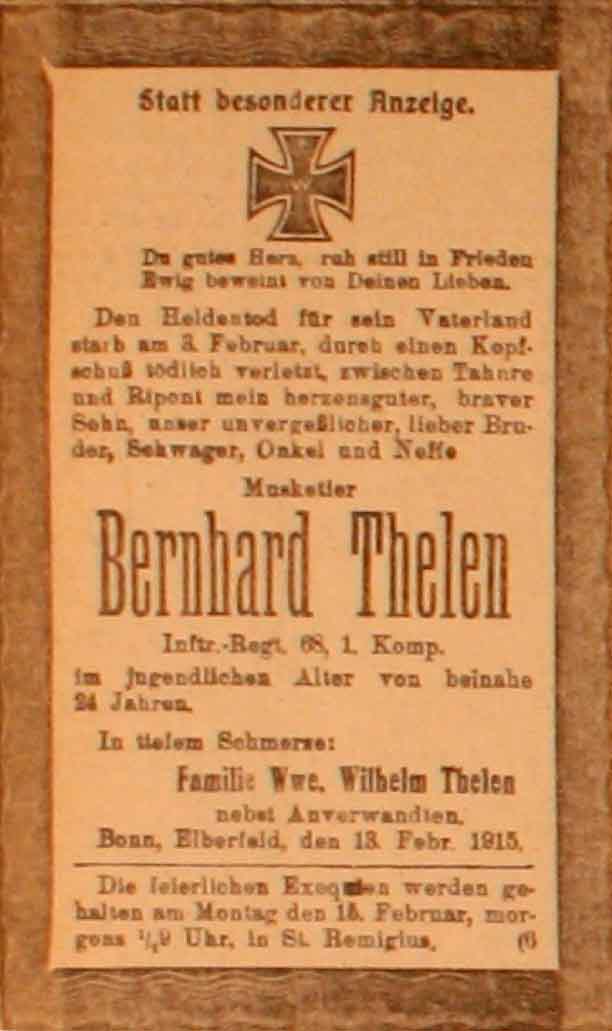 Statt besonderer Anzeige.
Du gutes Herz, ruh still in Frieden
Ewig beweint von Deinen Lieben.
Den Heldentod für sein Vaterland
starb am 3. Februar, durch einen Kopf-
schuß tödlich verletzt, zwischen Tahure
und Ripont mein herzensguter, braver
Sohn, unser unvergeßlicher, lieber Bru-
der, Schwager, Onkel und Neffe
Musketier
Bernhard Thelen
Inftr.-Regt. 68, 1. Komp.
im jugendlichen Alter von beinahe
24 Jahren.
In tiefem Schmerze:
Familie Wwe. Wilhelm Thelen
nebst Anverwandten.
Bonn, Elberfeld, den 13. Febr. 1915.
Die feierlichen Exequien werden ge-
halten am Montag den 15. Februar, mor-
gens Uhr, in St. Remigius. (6